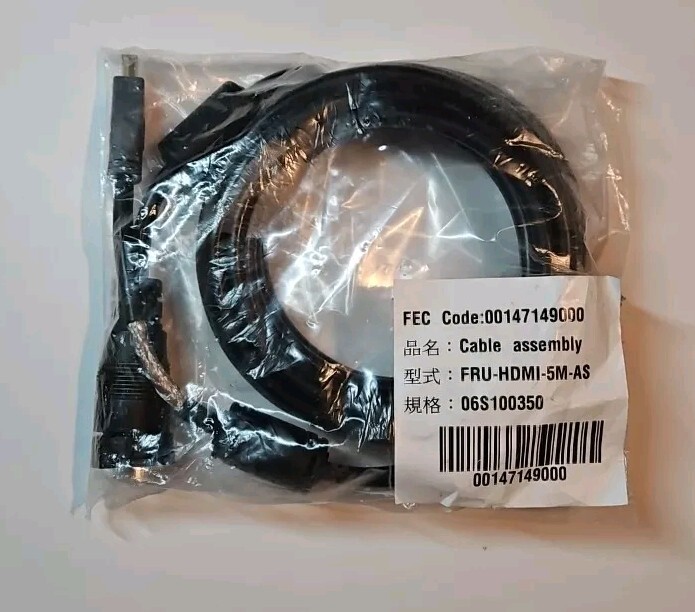 FEC Code:00147149000
品名：Cable assembly
型式：FRU-HDMI-5M-AS
規格：06S100350
00147149000